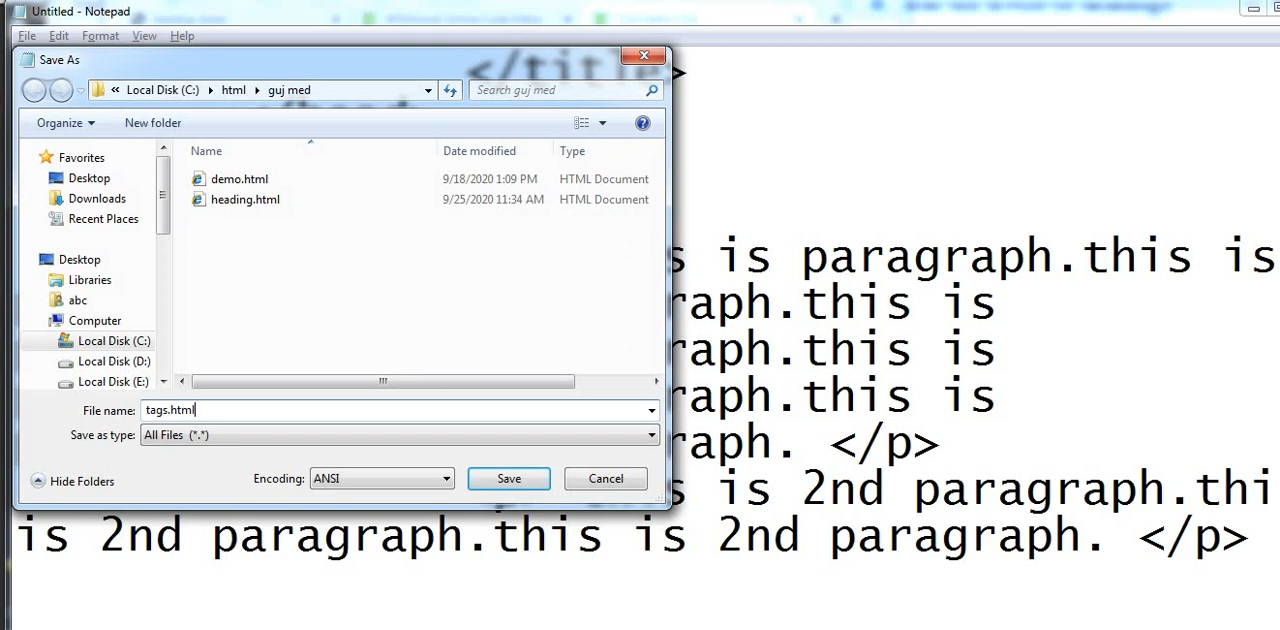 Untitled - Notepad
File Edit Format View Help
Save As
</title>
« Local Disk (C:) html guj med
Search guj med
Organize New folder
Name Date modified Type
Favorites
Desktop
Downloads
Recent Places
demo.html 9/18/2020 1:09 PM HTML Document
heading.html 9/25/2020 11:34 AM HTML Document
Desktop
Libraries
abc
Computer
Local Disk (C:)
Local Disk (D:)
Local Disk (E:)
File name: tags.html
Save as type: All Files (*.*)
Hide Folders
Encoding: ANSI Save Cancel
s is paragraph.this is
raph.this is
raph.this is
raph.this is
raph. </p>
s is 2nd paragraph.thi
is 2nd paragraph.this is 2nd paragraph. </p>